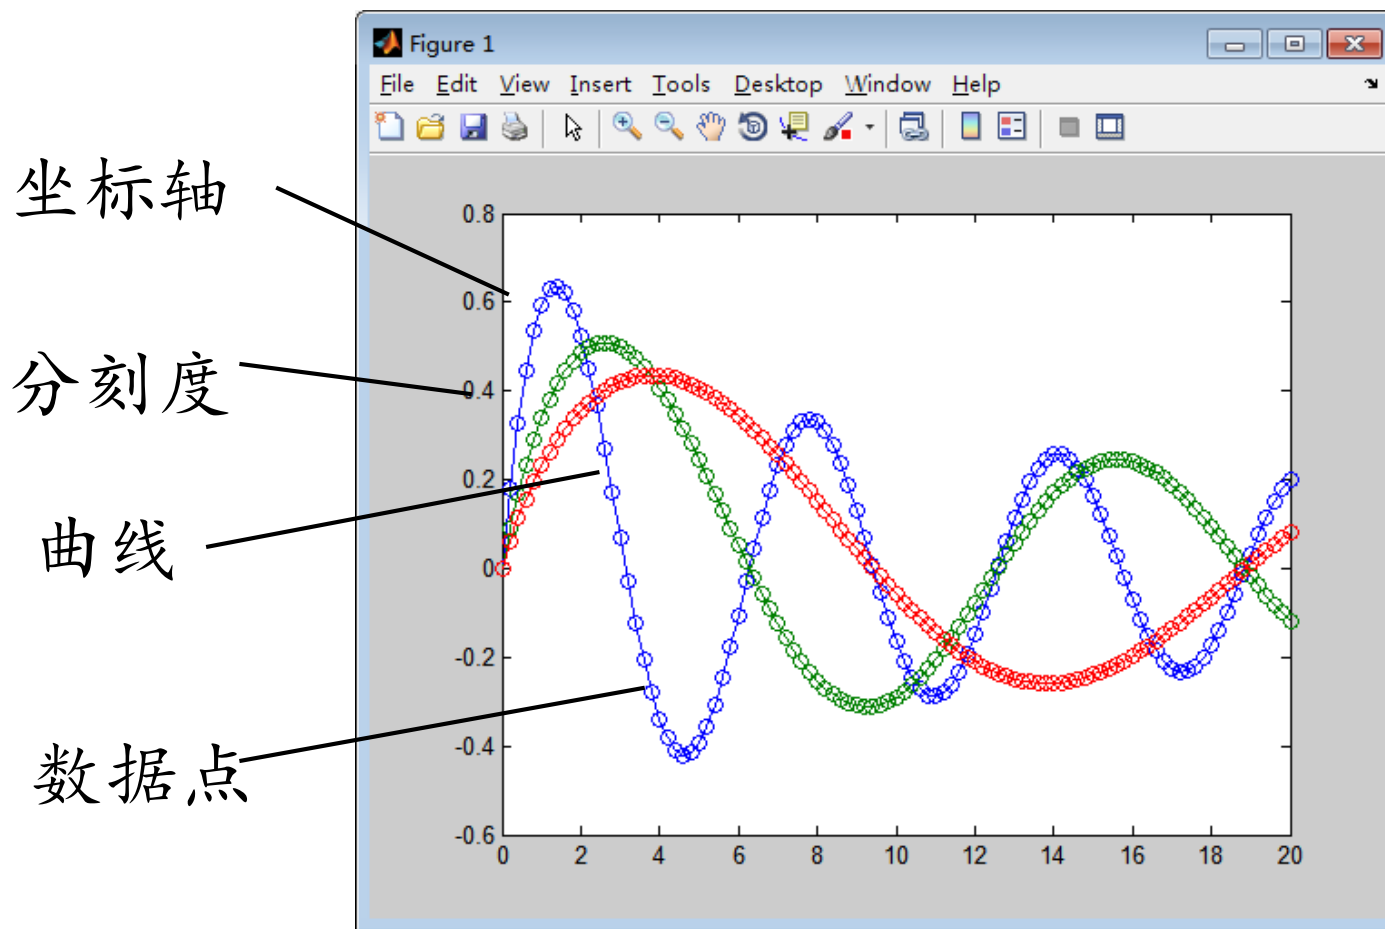 Figure 1
File Edit View Insert Tools Desktop Window Help
坐标轴
分刻度
曲线
数据点
0.8
0.6
0.4
0.2
0
-0.2
-0.4
-0.6
0 2 4 6 8 10 12 14 16 18 20